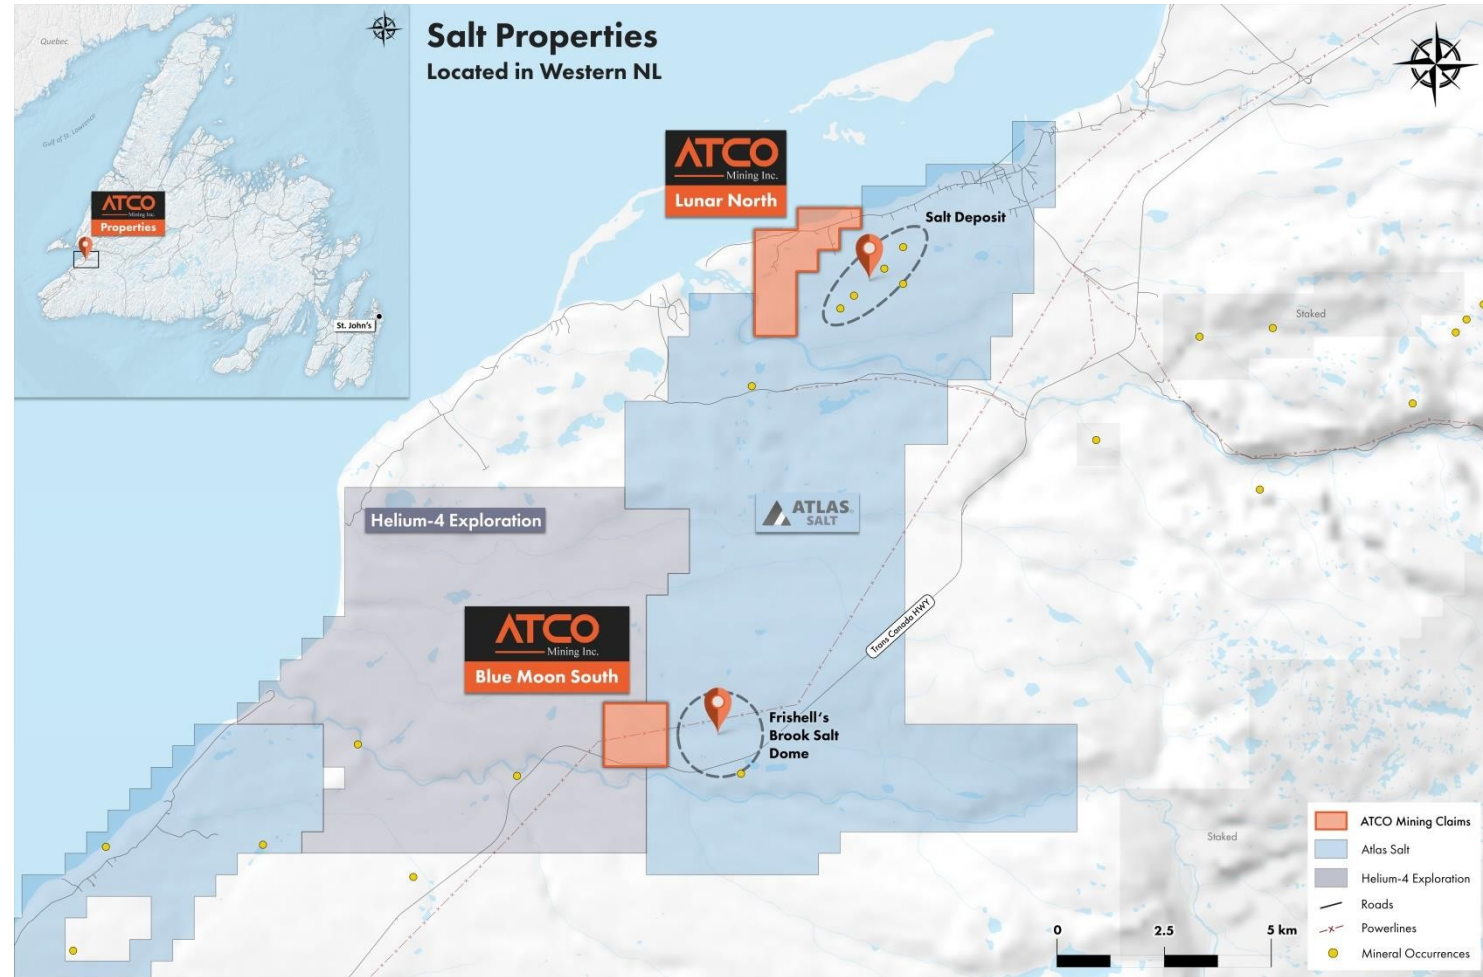 Salt Properties
Located in Western NL
Quebec
Gulf of St. Lawrence
ATCO
Mining Inc.
Properties
St. John's
ATCO
Mining Inc.
Lunar North
Salt Deposit
Staked
ATLAS
SALT
Helium-4 Exploration
ATCO
Mining Inc.
Blue Moon South
Trans Canada HWY
Frishell's
Brook Salt
Dome
Staked
ATCO Mining Claims
Atlas Salt
Helium-4 Exploration
Roads
Powerlines
Mineral Occurrences
0 2.5 5 km